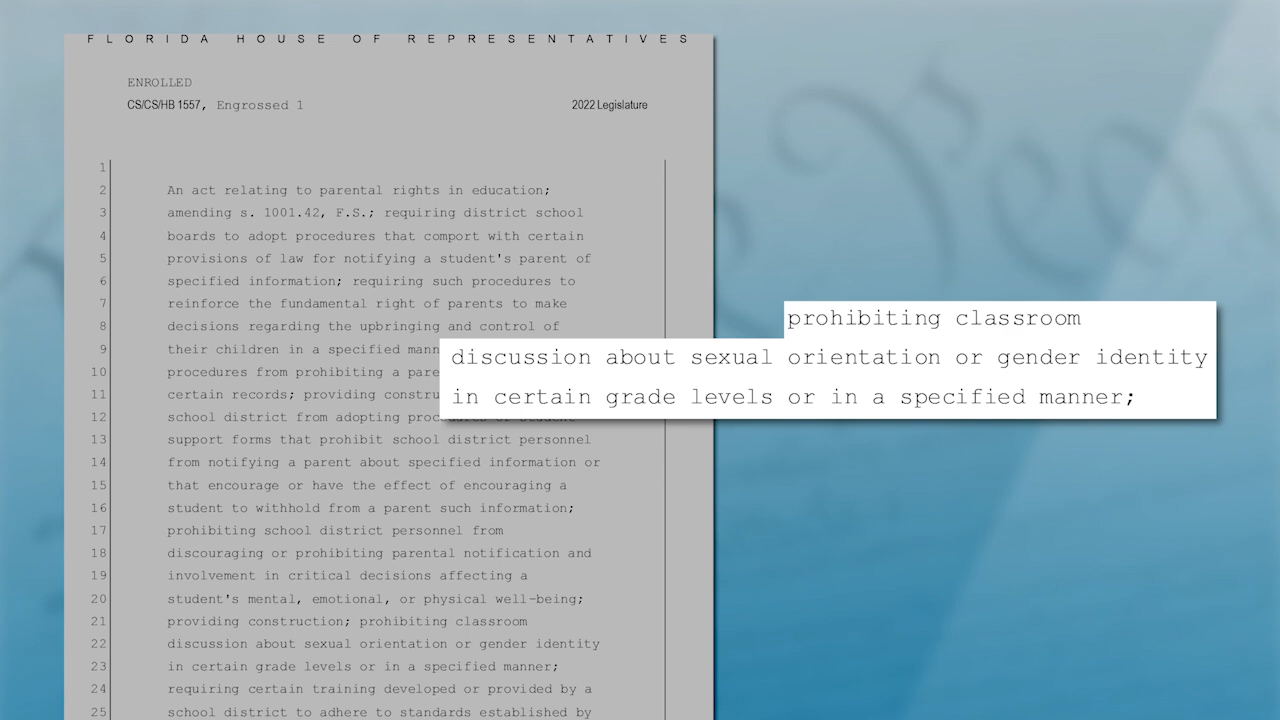 FLORIDA HOUSE OF REPRESENTATIVES
ENROLLED
CS/CS/HB 1557, Engrossed 1 2022 Legislature
1
2 An act relating to parental rights in education;
3 amending s. 1001.42, F.S.; requiring district school
4 boards to adopt procedures that comport with certain
5 provisions of law for notifying a student's parent of
6 specified information; requiring such procedures to
7 reinforce the fundamental right of parents to make
8 decisions regarding the upbringing and control of
9 their children in a specified
10 procedures from prohibiting a
11 certain records; providing
12 school district from adopting
13 support forms that prohibit school district personnel
14 from notifying a parent about specified information or
15 that encourage or have the effect of encouraging a
16 student to withhold from a parent such information;
17 prohibiting school district personnel from
18 discouraging or prohibiting parental notification and
19 involvement in critical decisions affecting a
20 student's mental, emotional, or physical well-being;
21 providing construction; prohibiting classroom
22 discussion about sexual orientation or gender identity
23 in certain grade levels or in a specified manner;
24 requiring certain training developed or provided by a
25 school district to adhere to standards established by
prohibiting classroom
discussion about sexual orientation or gender identity
in certain grade levels or in a specified manner;